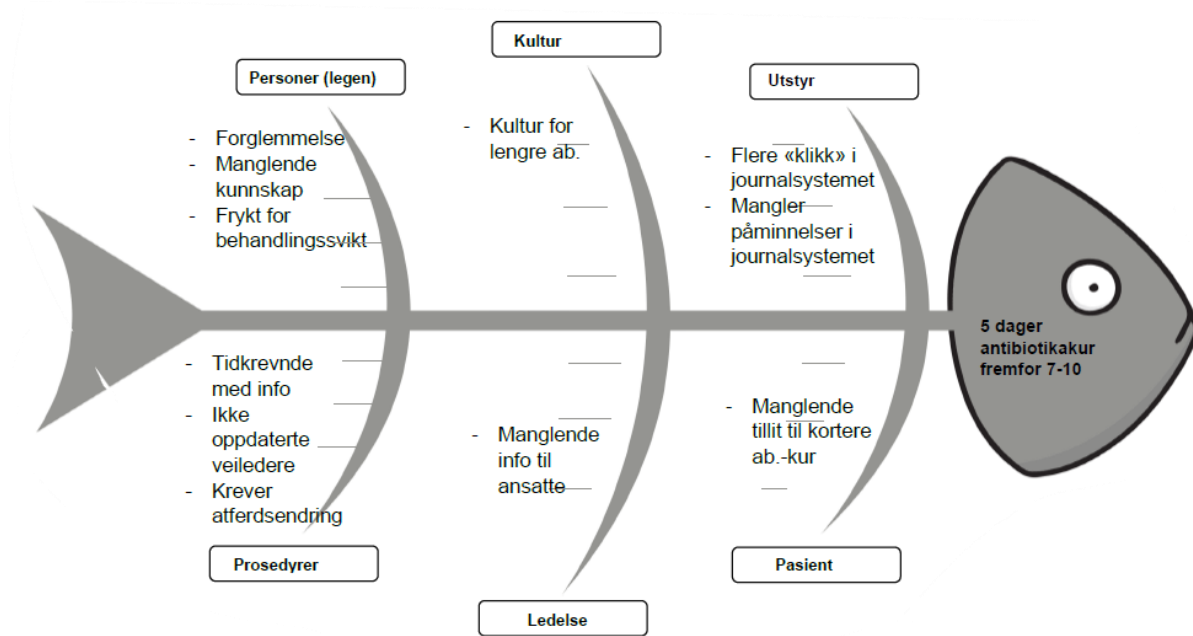 Kultur
Personer (legen)
Utstyr
- Forglemmelse
- Manglende
kunnskap
- Frykt for
behandlingssvikt
- Kultur for
lengre ab.
- Flere «klikk» i
journalsystemet
- Mangler
påminnelser i
journalsystemet
5 dager
antibiotikakur
fremfor 7-10
- Tidkrevnde
med info
- Ikke
oppdaterte
veiledere
- Krever
atferdsendring
- Manglende
info til
ansatte
- Manglende
tillit til kortere
ab.-kur
Prosedyrer
Pasient
Ledelse